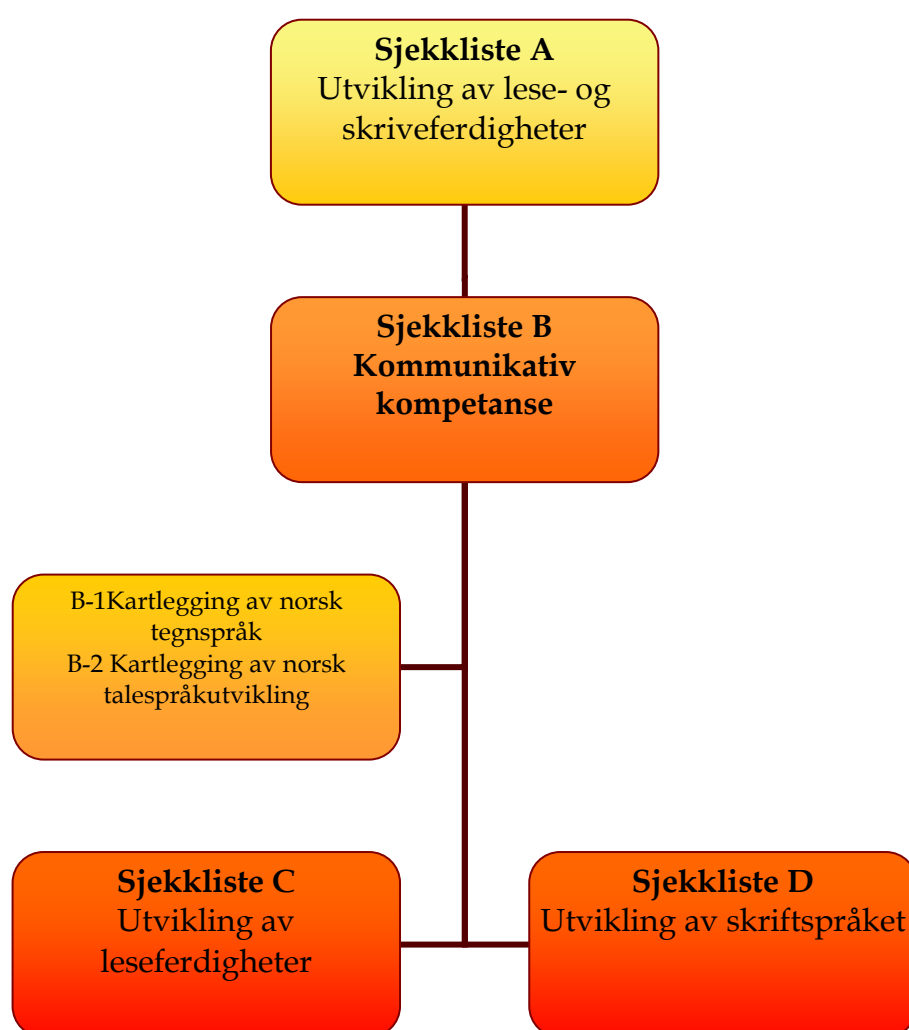 Sjekkliste A
Utvikling av lese- og
skriveferdigheter
Sjekkliste B
Kommunikativ
kompetanse
B-1Kartlegging av norsk
tegnspråk
B-2 Kartlegging av norsk
talespråkutvikling
Sjekkliste C
Utvikling av
leseferdigheter
Sjekkliste D
Utvikling av skriftspråket